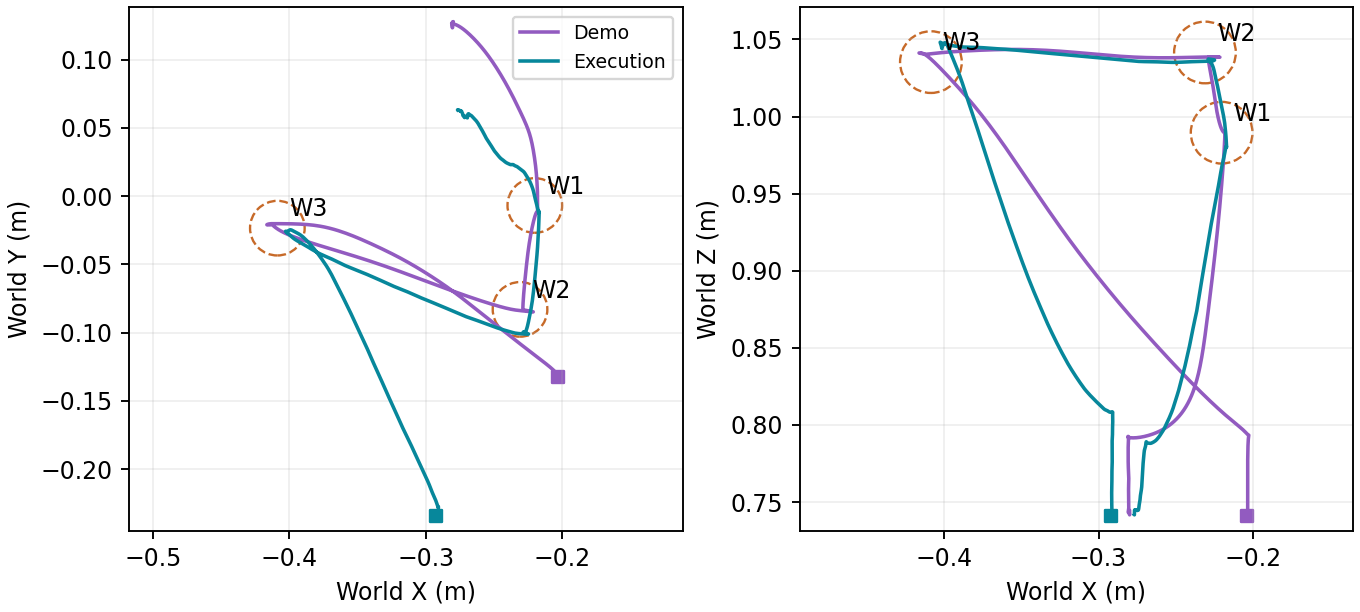 Demo
Execution
W1
W2
W3
0.10
0.05
0.00
−0.05
−0.10
−0.15
−0.20
World Y (m)
−0.5
−0.4
−0.3
−0.2
World X (m)
W3
W2
W1
1.05
1.00
0.95
0.90
0.85
0.80
0.75
World Z (m)
−0.4
−0.3
−0.2
World X (m)